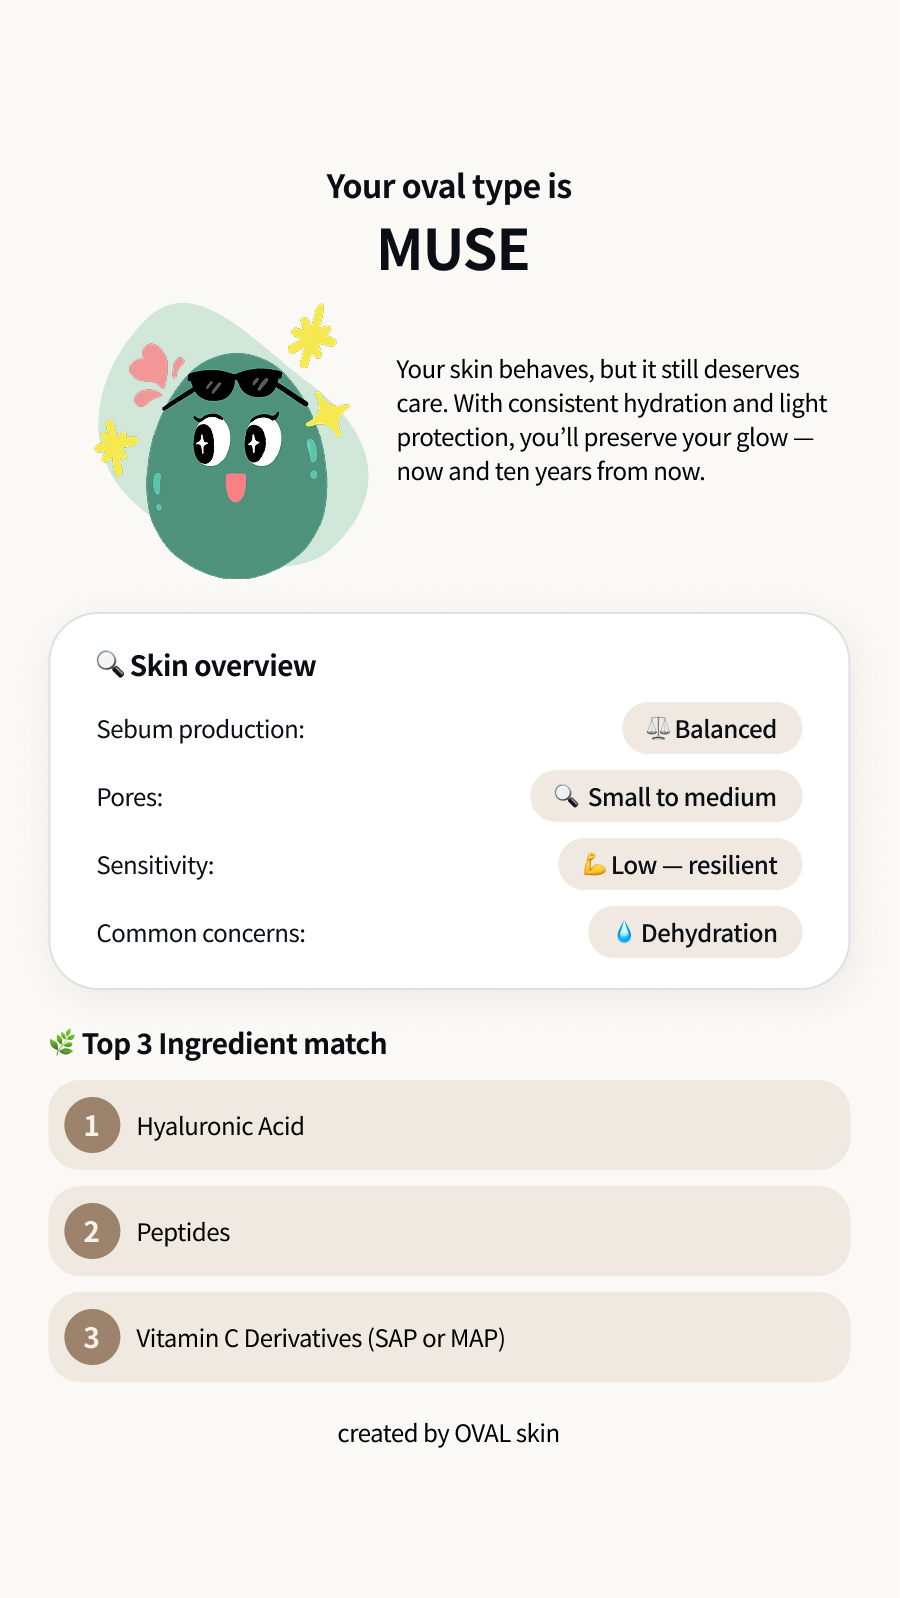 Your oval type is
MUSE
Your skin behaves, but it still deserves
care. With consistent hydration and light
protection, you’ll preserve your glow —
now and ten years from now.
🔍 Skin overview
Sebum production: ⚖️ Balanced
Pores: 🔍 Small to medium
Sensitivity: 💪 Low — resilient
Common concerns: 💧 Dehydration
🌿 Top 3 Ingredient match
1 Hyaluronic Acid
2 Peptides
3 Vitamin C Derivatives (SAP or MAP)
created by OVAL skin